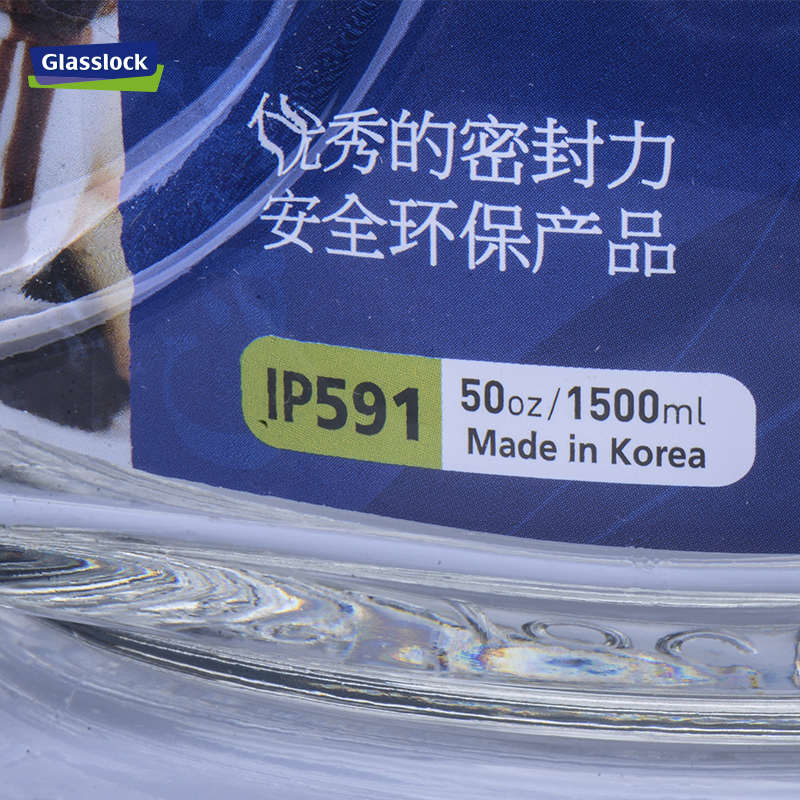 Glasslock
优秀的密封力
安全环保产品
IP591
50oz/1500ml
Made in Korea